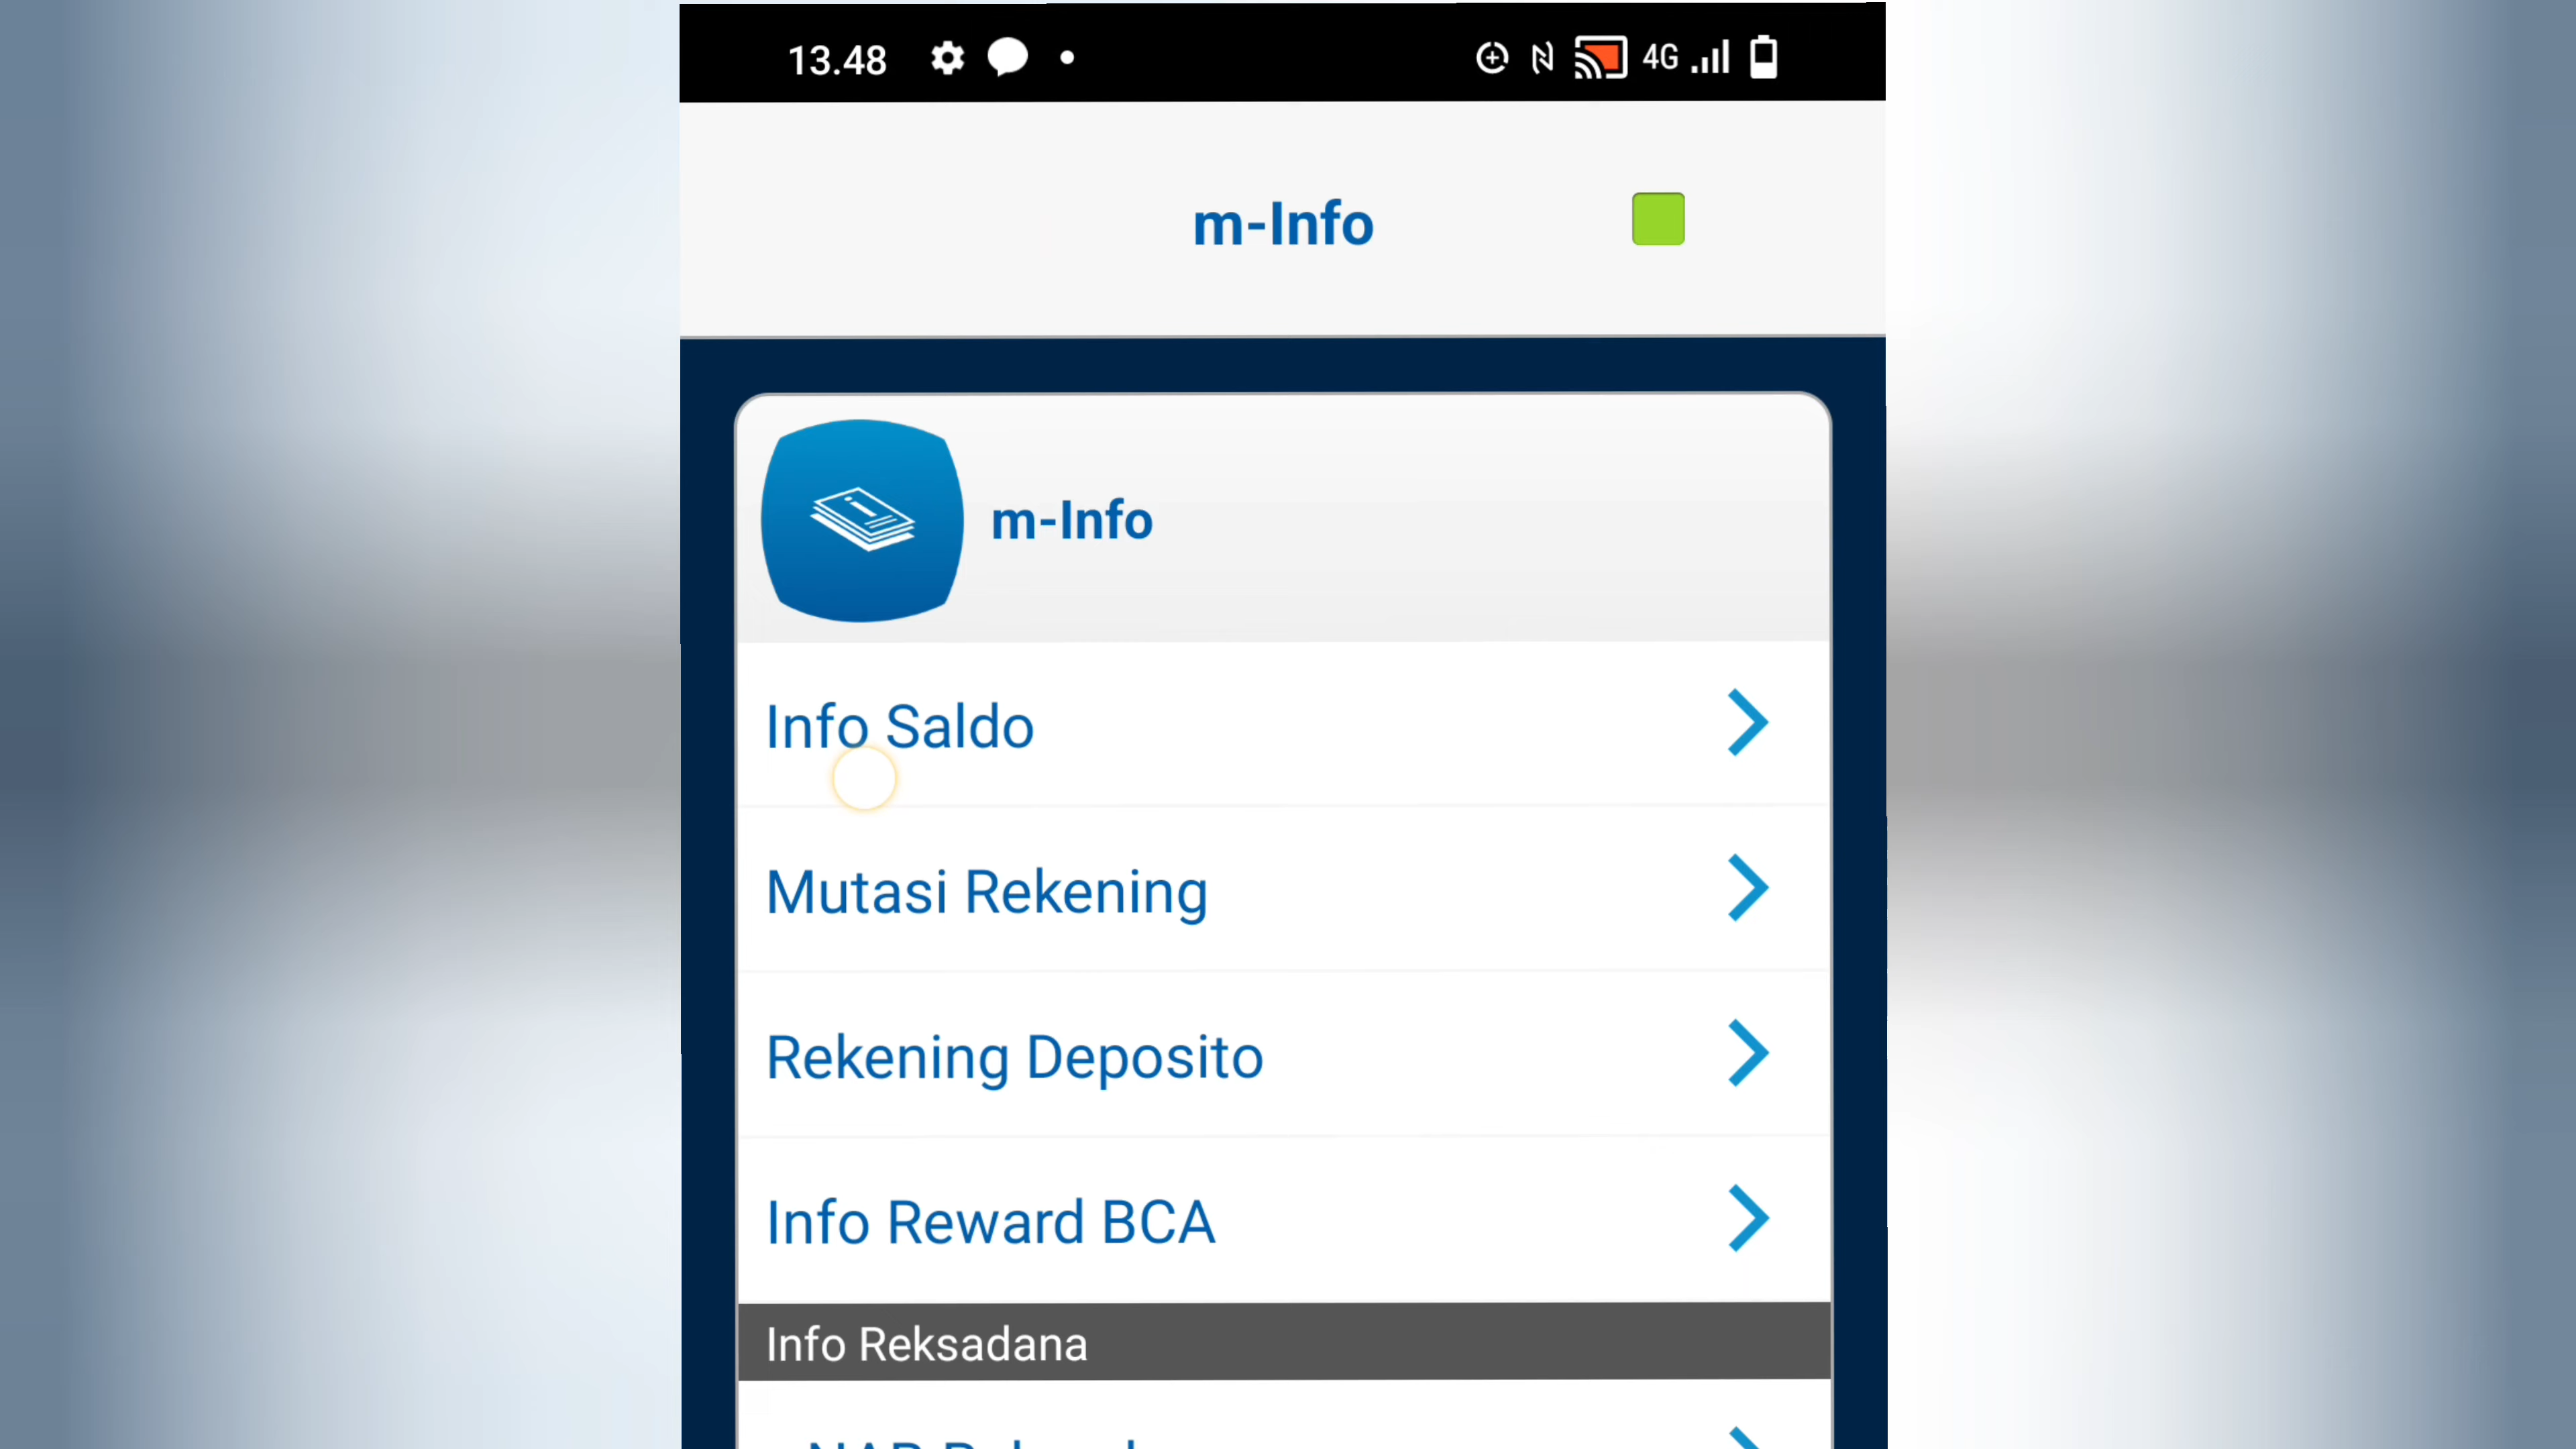 13.48
4G
m-Info
m-Info
Info Saldo
Mutasi Rekening
Rekening Deposito
Info Reward BCA
Info Reksadana